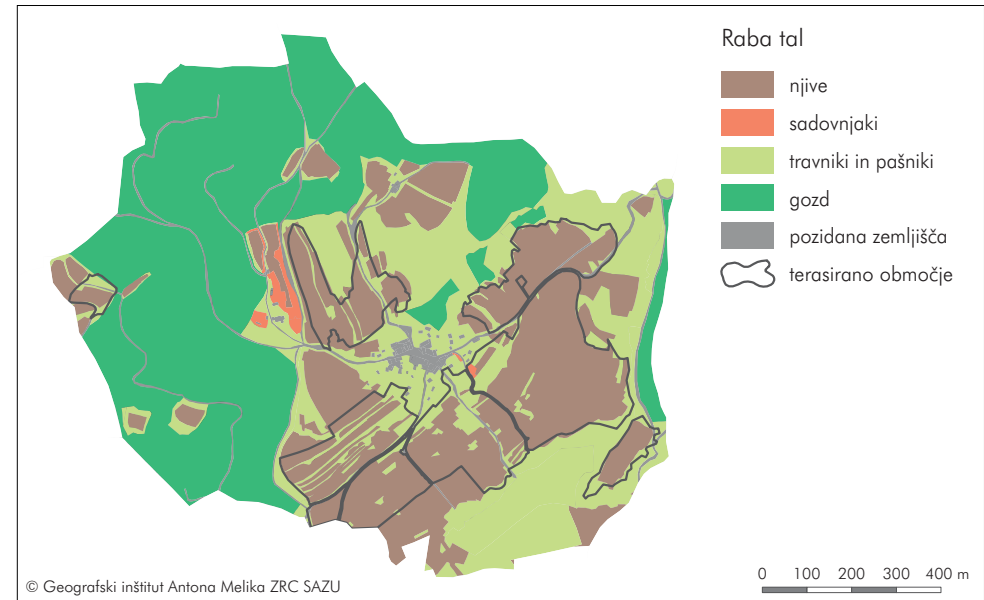 Raba tal
njive
sadovnjaki
travniki in pašniki
gozd
pozidana zemljišča
terasirano območje
© Geografski inštitut Antona Melika ZRC SAZU
0 100 200 300 400 m